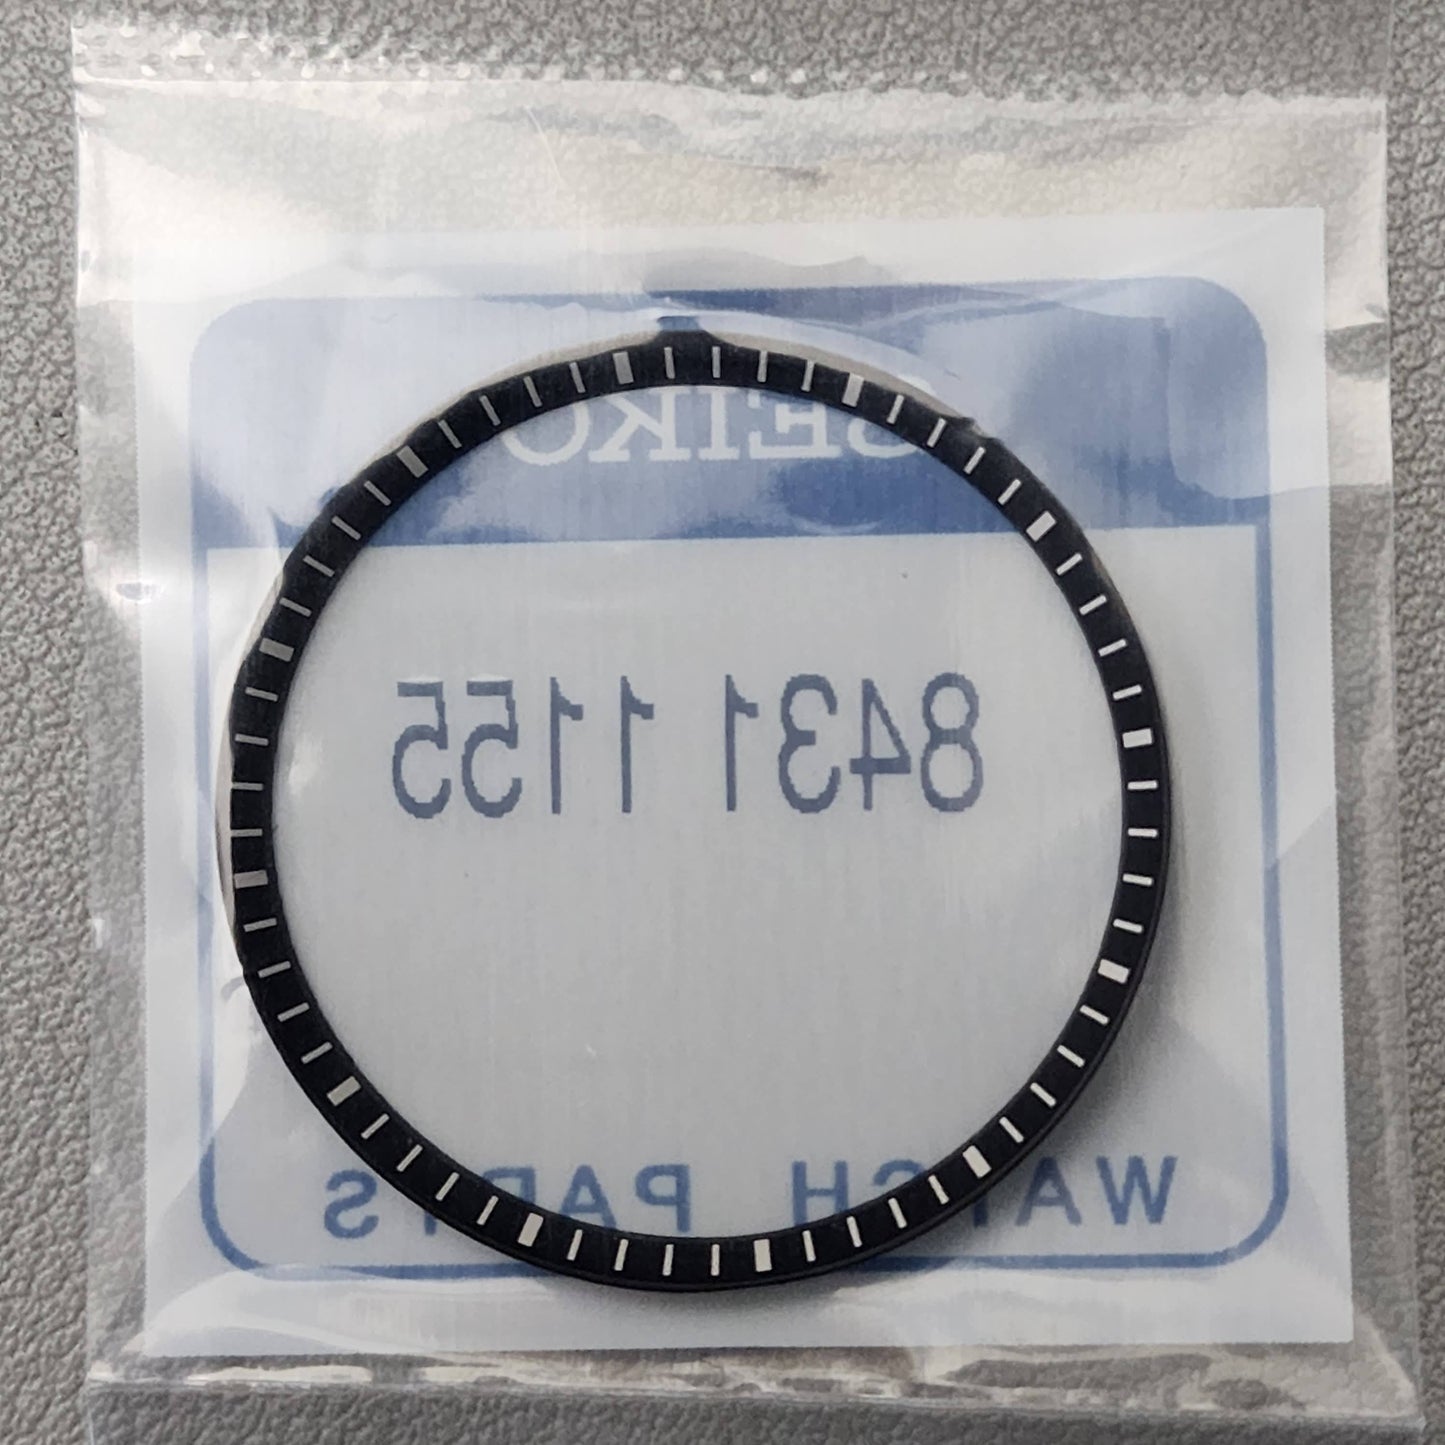 SEIKO
8431 1155
WATCH PARTS